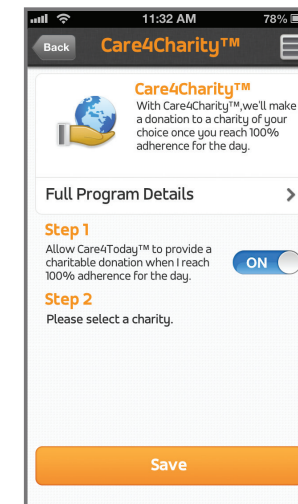 11:32 AM 78%
Back Care4Charity™
Care4Charity™
With Care4Charity™,we'll make
a donation to a charity of your
choice once you reach 100%
adherence for the day.
Full Program Details
Step 1
Allow Care4Today™ to provide a
charitable donation when I reach
100% adherence for the day.
ON
Step 2
Please select a charity.
Save